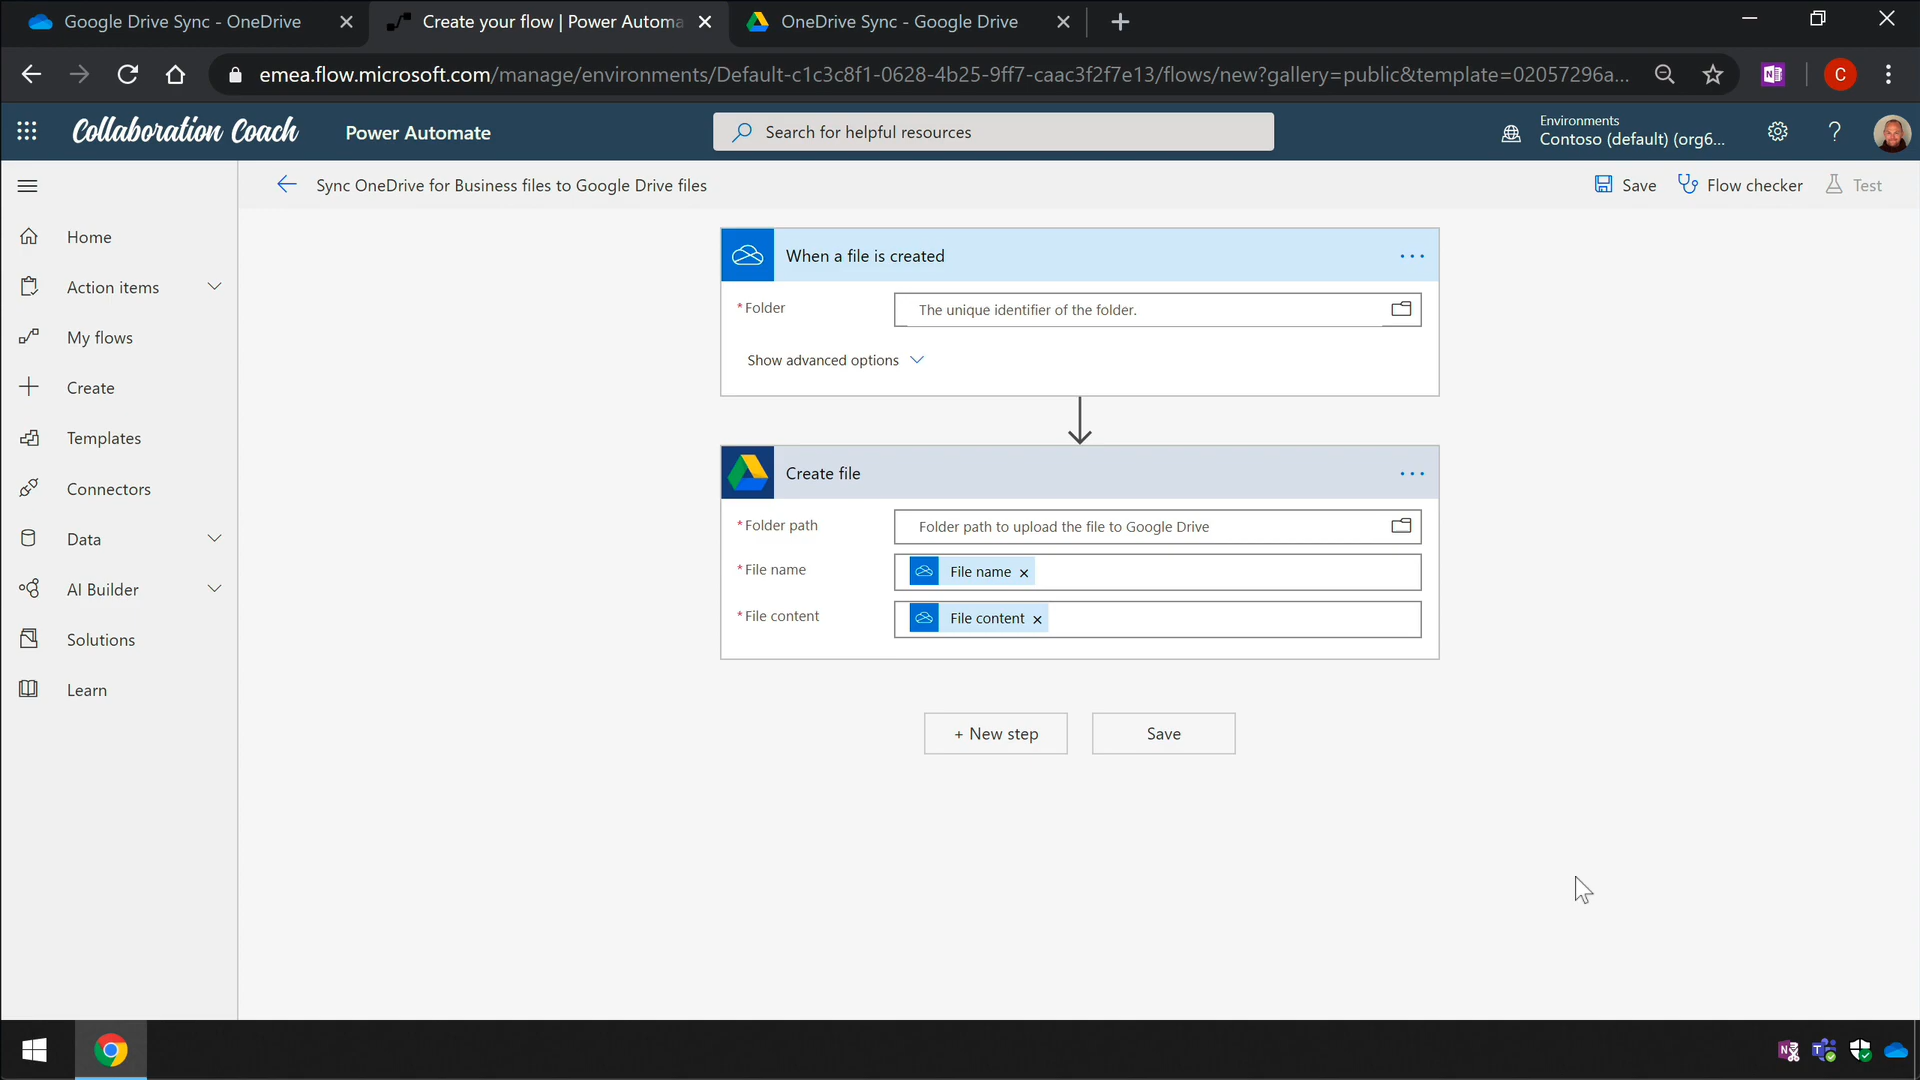 Google Drive Sync - OneDrive
Create your flow | Power Automa
OneDrive Sync - Google Drive
emea.flow.microsoft.com/manage/environments/Default-c1c3c8f1-0628-4b25-9ff7-caac3f2f7e13/flows/new?gallery=public&template=02057296a...
C
Collaboration Coach
Power Automate
Search for helpful resources
Environments
Contoso (default) (org6...
?
Sync OneDrive for Business files to Google Drive files
Save
Flow checker
Test
Home
Action items
My flows
Create
Templates
Connectors
Data
AI Builder
Solutions
Learn
When a file is created
* Folder
The unique identifier of the folder.
Show advanced options
Create file
* Folder path
Folder path to upload the file to Google Drive
* File name
File name
* File content
File content
+ New step
Save